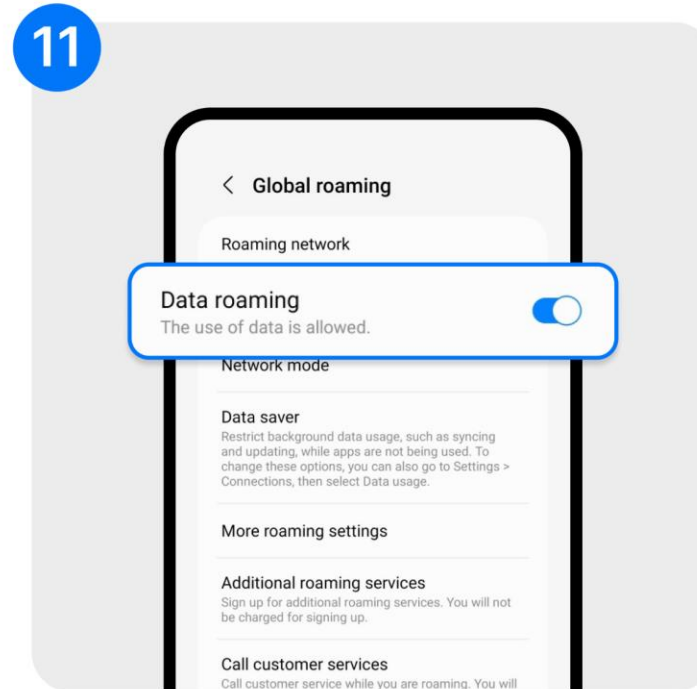 11
Global roaming
Roaming network
Data roaming
The use of data is allowed.
Network mode
Data saver
Restrict background data usage, such as syncing
and updating, while apps are not being used. To
change these options, you can also go to Settings >
Connections, then select Data usage.
More roaming settings
Additional roaming services
Sign up for additional roaming services. You will not
be charged for signing up.
Call customer services
Call customer service while you are roaming. You will